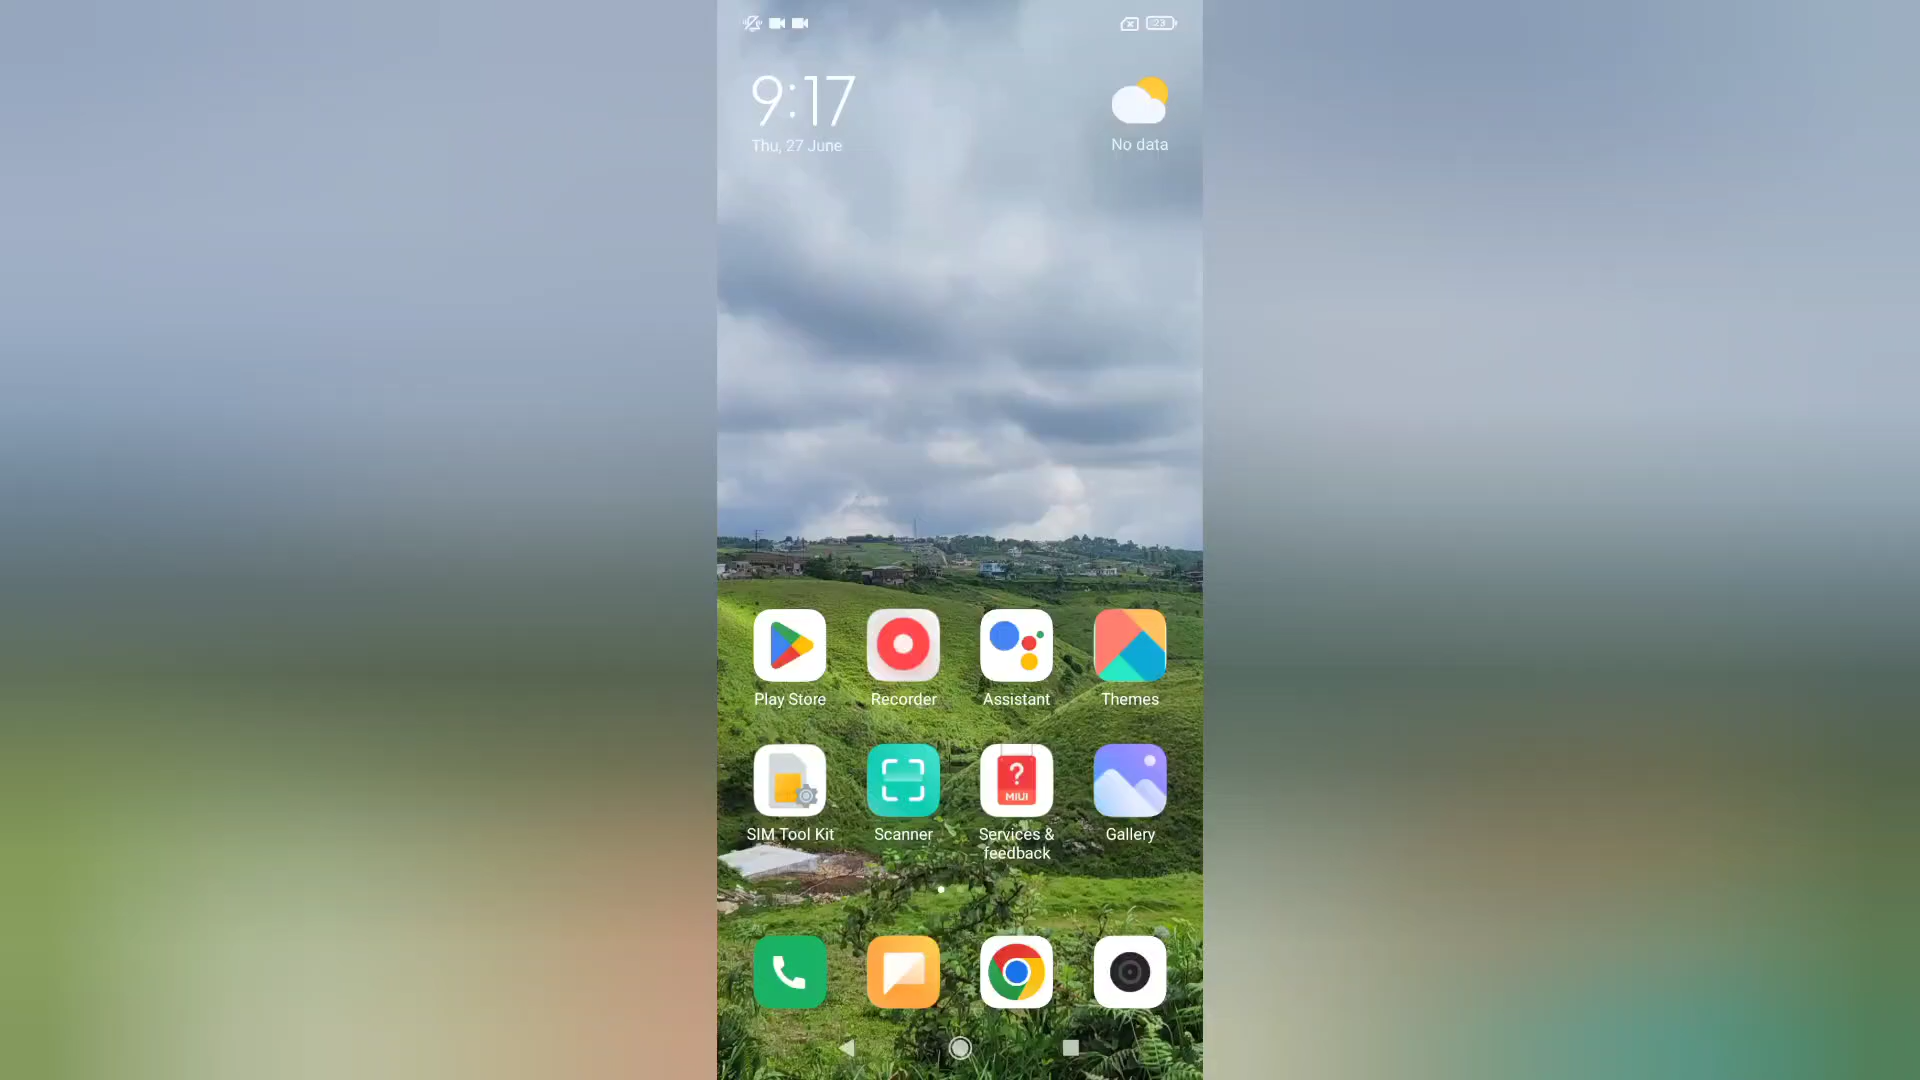 23
9:17
Thu, 27 June
No data
Play Store
Recorder
Assistant
Themes
?
MIUI
SIM Tool Kit
Scanner
Services &
feedback
Gallery